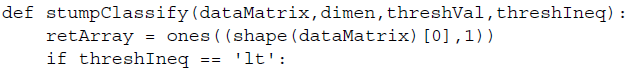 def stumpClassify(dataMatrix,dimen,threshVal,threshIneq):
    retArray = ones((shape(dataMatrix)[0],1))
    if threshIneq == 'lt':